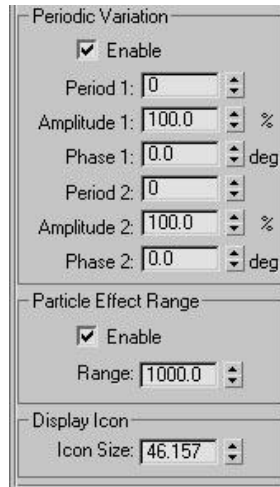 Periodic Variation
Enable
Period 1: 0
Amplitude 1: 100.0 %
Phase 1: 0.0 deg
Period 2: 0
Amplitude 2: 100.0 %
Phase 2: 0.0 deg
Particle Effect Range
Enable
Range: 1000.0
Display Icon
Icon Size: 46.157